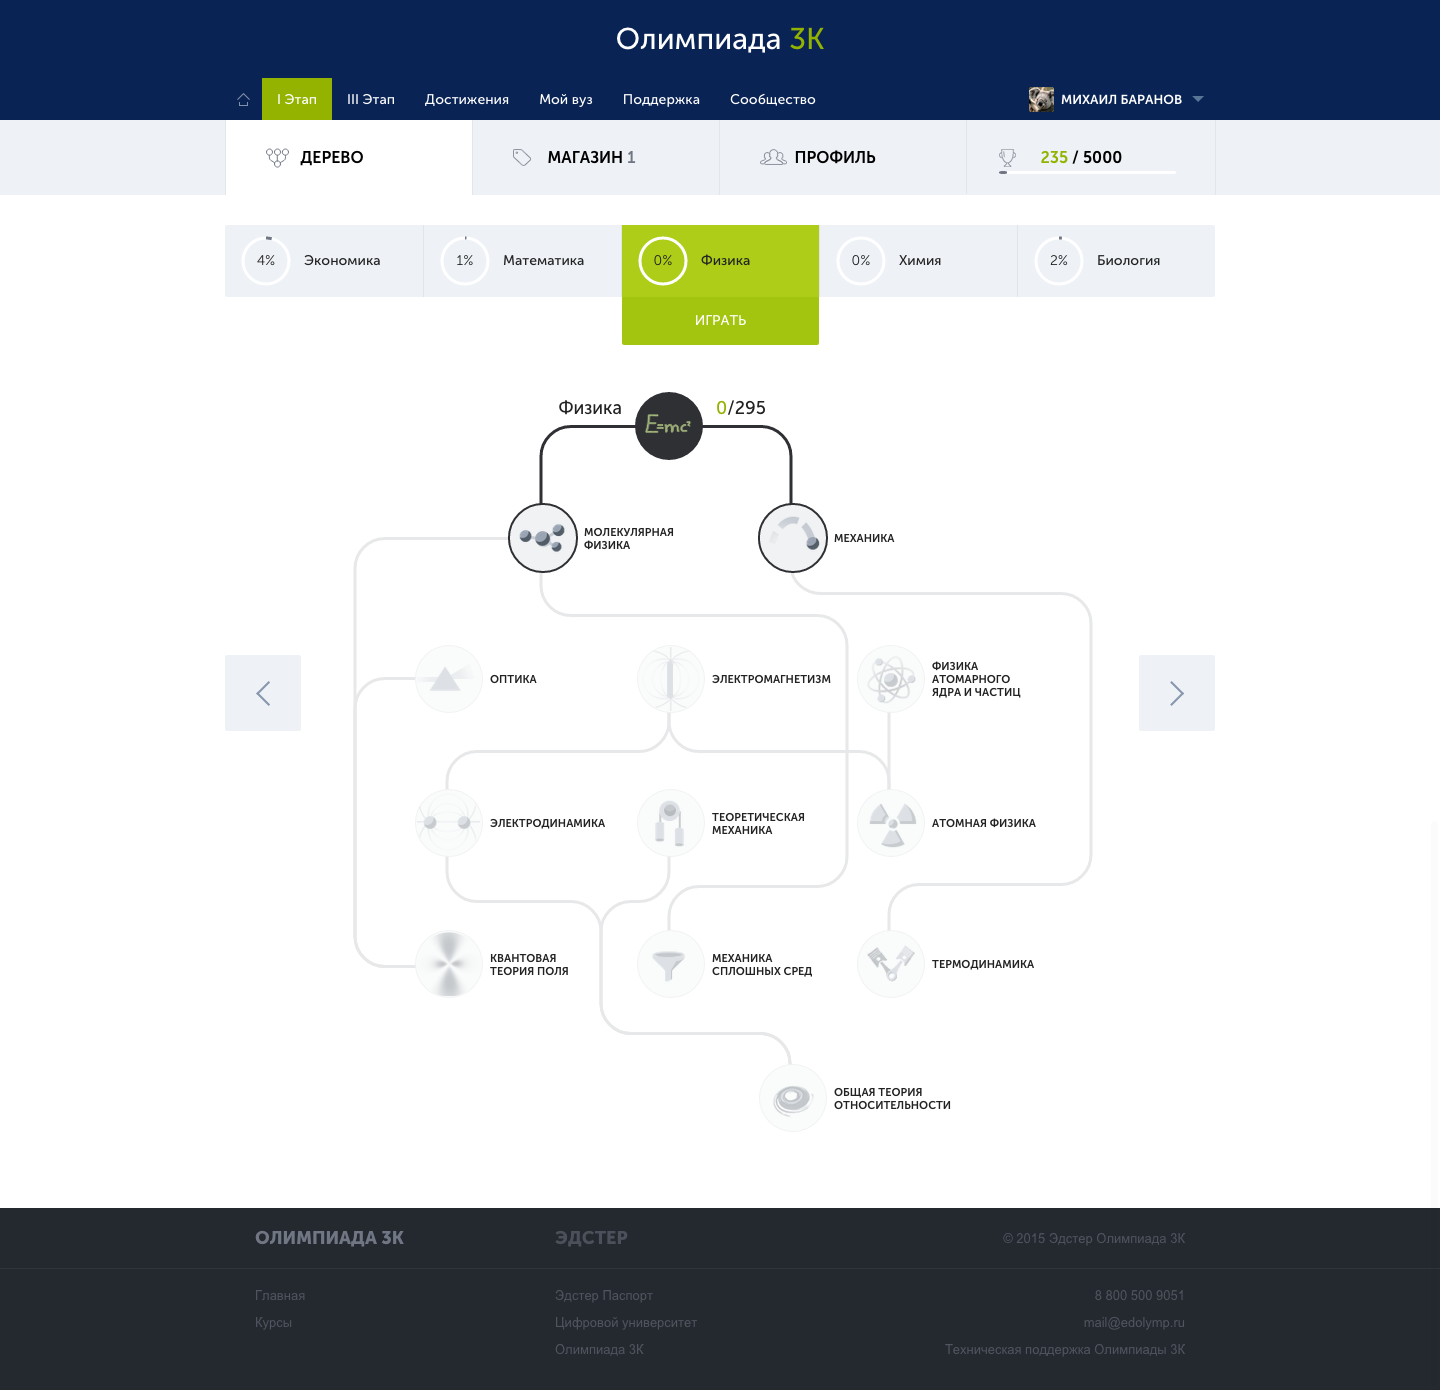 Олимпиада 3К
I Этап
III Этап
Достижения
Мой вуз
Поддержка
Сообщество
МИХАИЛ БАРАНОВ
ДЕРЕВО
МАГАЗИН 1
ПРОФИЛЬ
235 / 5000
4% Экономика
1% Математика
0% Физика
0% Химия
2% Биология
ИГРАТЬ
Физика
E=mc²
0/295
МОЛЕКУЛЯРНАЯ
ФИЗИКА
МЕХАНИКА
ОПТИКА
ЭЛЕКТРОМАГНЕТИЗМ
ФИЗИКА
АТОМАРНОГО
ЯДРА И ЧАСТИЦ
ЭЛЕКТРОДИНАМИКА
ТЕОРЕТИЧЕСКАЯ
МЕХАНИКА
АТОМНАЯ ФИЗИКА
КВАНТОВАЯ
ТЕОРИЯ ПОЛЯ
МЕХАНИКА
СПЛОШНЫХ СРЕД
ТЕРМОДИНАМИКА
ОБЩАЯ ТЕОРИЯ
ОТНОСИТЕЛЬНОСТИ
ОЛИМПИАДА 3К
ЭДСТЕР
© 2015 Эдстер Олимпиада 3К
Главная
Эдстер Паспорт
8 800 500 9051
Курсы
Цифровой университет
mail@edolymp.ru
Олимпиада 3К
Техническая поддержка Олимпиады 3К